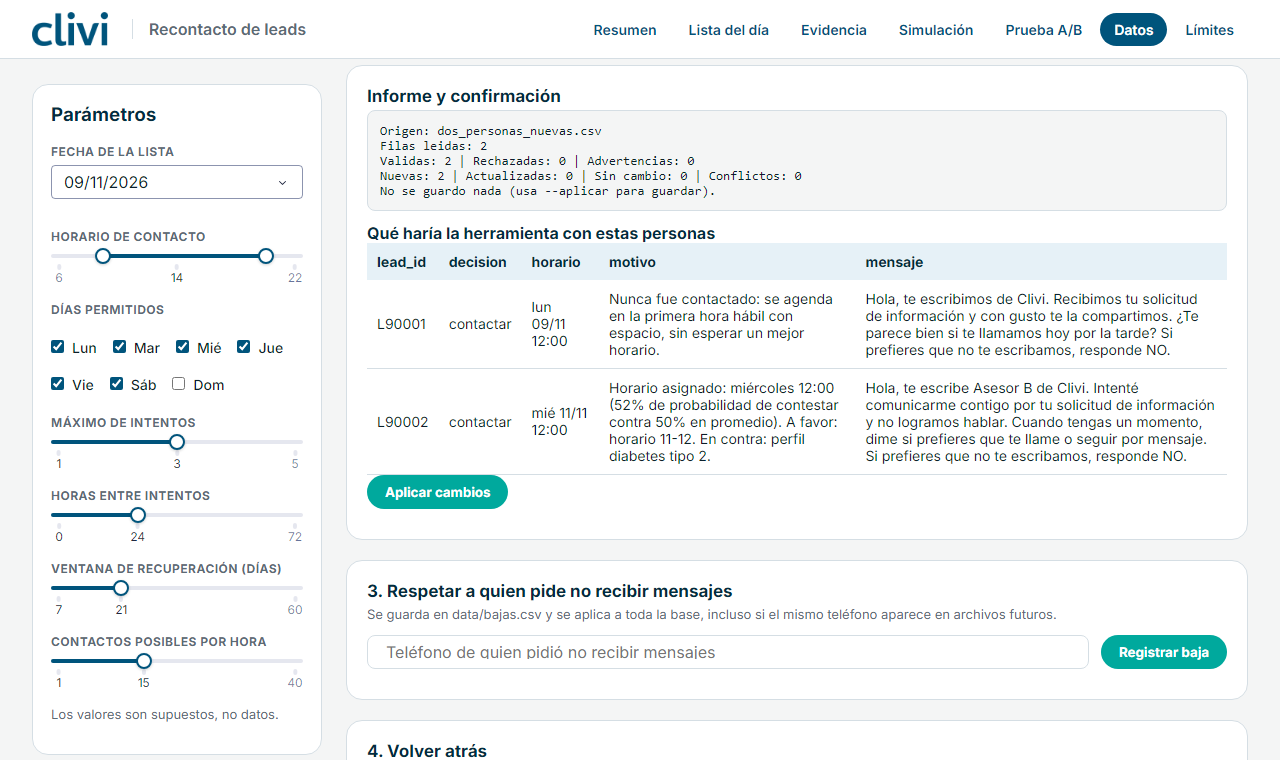 clivi
Recontacto de leads
Resumen
Lista del día
Evidencia
Simulación
Prueba A/B
Datos
Límites
Parámetros
FECHA DE LA LISTA
09/11/2026
HORARIO DE CONTACTO
6 14 22
DÍAS PERMITIDOS
Lun Mar Mié Jue
Vie Sáb Dom
MÁXIMO DE INTENTOS
1 3 5
HORAS ENTRE INTENTOS
0 24 72
VENTANA DE RECUPERACIÓN (DÍAS)
7 21 60
CONTACTOS POSIBLES POR HORA
1 15 40
Los valores son supuestos, no datos.
Informe y confirmación
Origen: dos_personas_nuevas.csv
Filas leidas: 2
Validas: 2 | Rechazadas: 0 | Advertencias: 0
Nuevas: 2 | Actualizadas: 0 | Sin cambio: 0 | Conflictos: 0
No se guardo nada (usa --aplicar para guardar).
Qué haría la herramienta con estas personas
lead_id decision horario motivo mensaje
L90001
contactar
lun
09/11
12:00
Nunca fue contactado: se agenda
en la primera hora hábil con
espacio, sin esperar un mejor
horario.
Hola, te escribimos de Clivi. Recibimos tu solicitud
de información y con gusto te la compartimos. ¿Te
parece bien si te llamamos hoy por la tarde? Si
prefieres que no te escribamos, responde NO.
L90002
contactar
mié 11/11
12:00
Horario asignado: miércoles 12:00
(52% de probabilidad de contestar
contra 50% en promedio). A favor:
horario 11-12. En contra: perfil
diabetes tipo 2.
Hola, te escribe Asesor B de Clivi. Intenté
comunicarme contigo por tu solicitud de información
y no logramos hablar. Cuando tengas un momento,
dime si prefieres que te llame o seguir por mensaje.
Si prefieres que no te escribamos, responde NO.
Aplicar cambios
3. Respetar a quien pide no recibir mensajes
Se guarda en data/bajas.csv y se aplica a toda la base, incluso si el mismo teléfono aparece en archivos futuros.
Teléfono de quien pidió no recibir mensajes
Registrar baja
4. Volver atrás